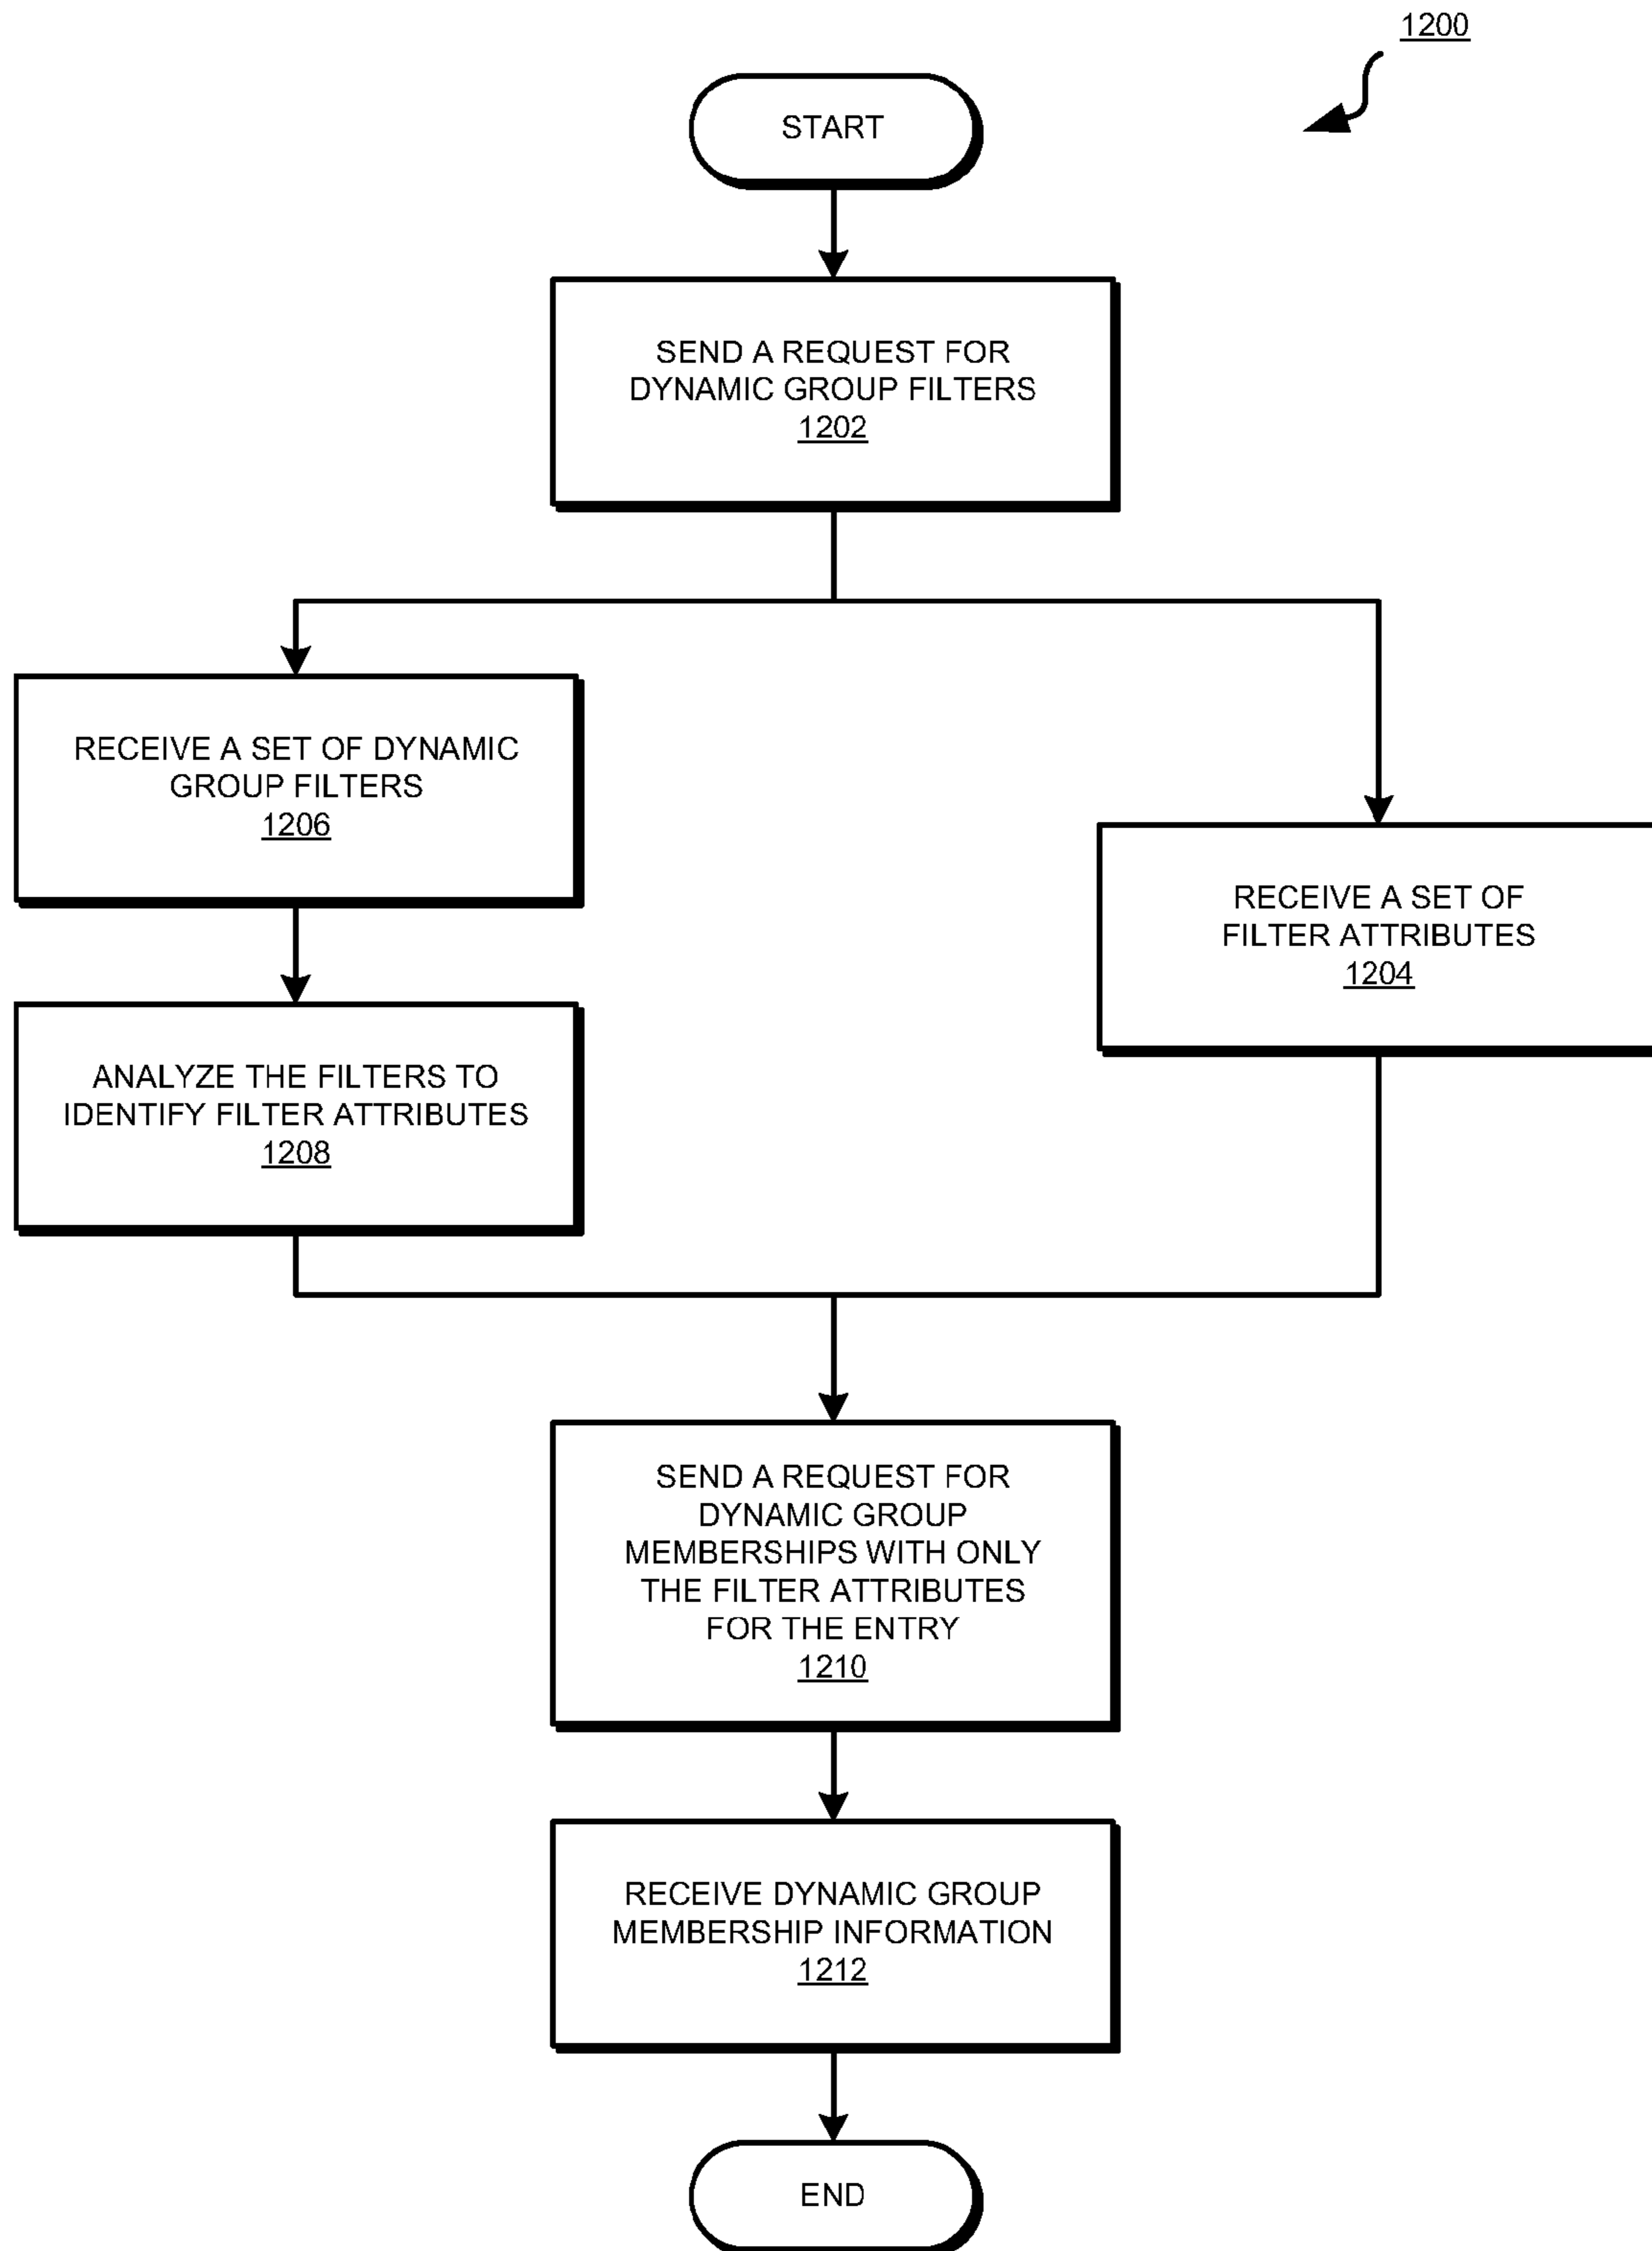 1200
START
SEND A REQUEST FOR
DYNAMIC GROUP FILTERS
1202
RECEIVE A SET OF DYNAMIC
GROUP FILTERS
1206
RECEIVE A SET OF
FILTER ATTRIBUTES
1204
ANALYZE THE FILTERS TO
IDENTIFY FILTER ATTRIBUTES
1208
SEND A REQUEST FOR
DYNAMIC GROUP
MEMBERSHIPS WITH ONLY
THE FILTER ATTRIBUTES
FOR THE ENTRY
1210
RECEIVE DYNAMIC GROUP
MEMBERSHIP INFORMATION
1212
END